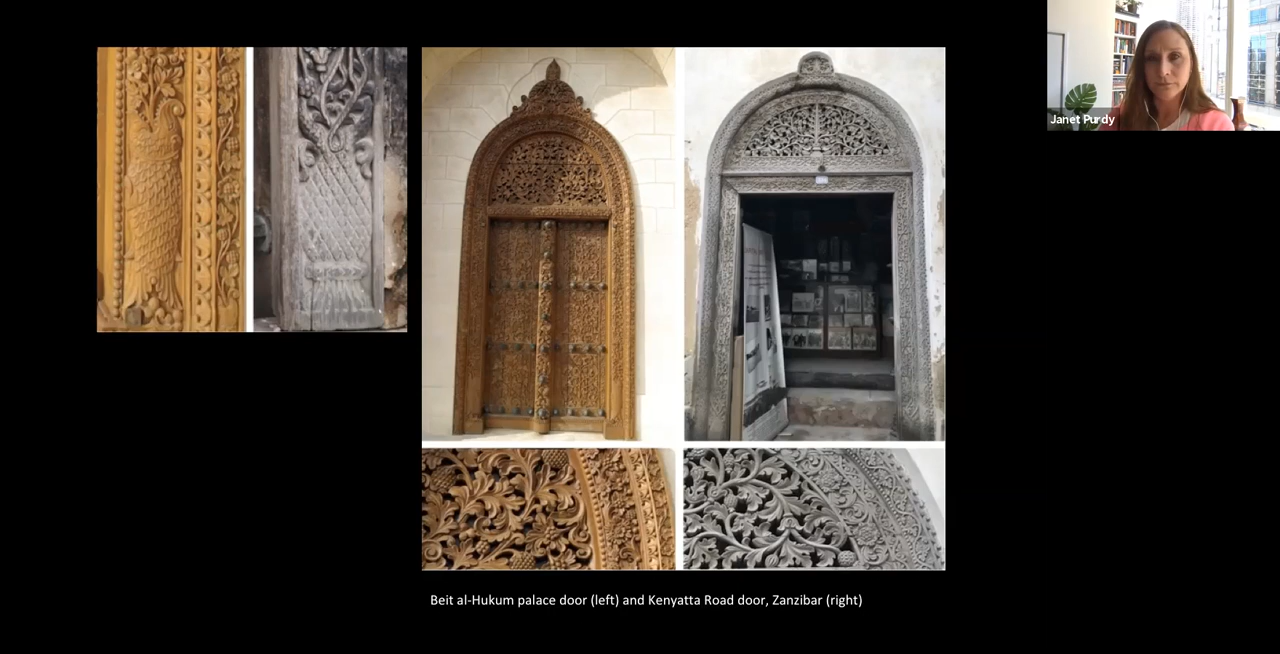 Janet Purdy
Beit al-Hukum palace door (left) and Kenyatta Road door, Zanzibar (right)